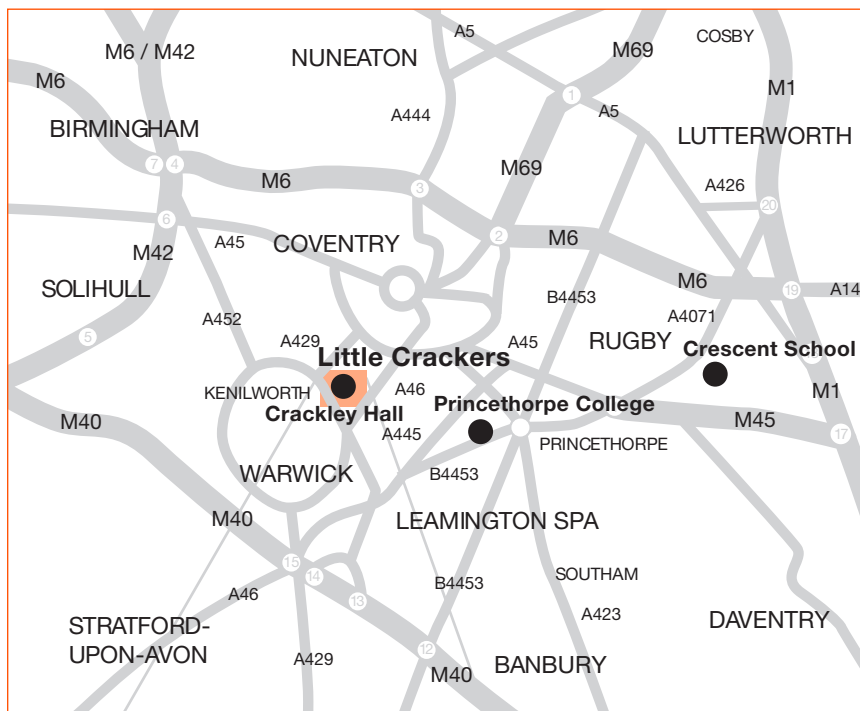 A5
COSBY
M6 / M42
NUNEATON
M69
M6
M1
A444
A5
BIRMINGHAM
1
LUTTERWORTH
7
4
M69
M6
A426
3
20
6
2
M42
A45
COVENTRY
M6
SOLIHULL
M6
19
A14
B4453
A452
A4071
5
A429
A45
RUGBY
Little Crackers
Crescent School
KENILWORTH
A46
M1
Crackley Hall
Princethorpe College
M40
A445
M45
17
PRINCETHORPE
WARWICK
B4453
M40
LEAMINGTON SPA
15
14
SOUTHAM
B4453
A46
13
A423
STRATFORD-
UPON-AVON
DAVENTRY
12
A429
BANBURY
M40